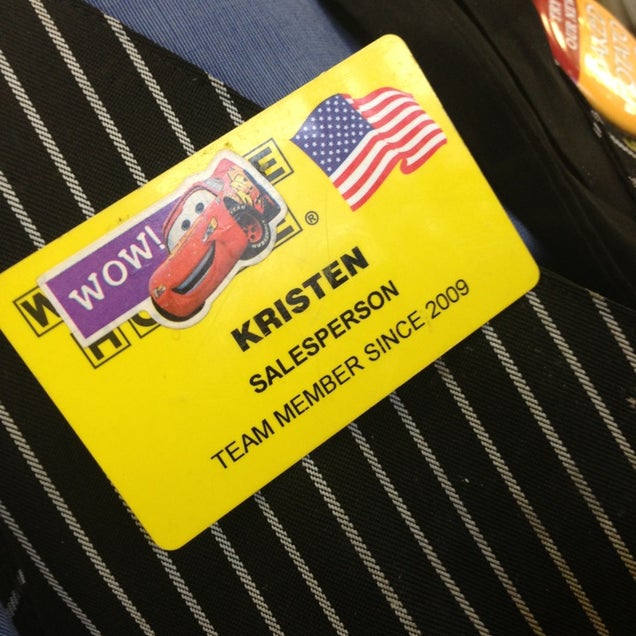 WOW!
W E
H E ®
KRISTEN
SALESPERSON
TEAM MEMBER SINCE 2009